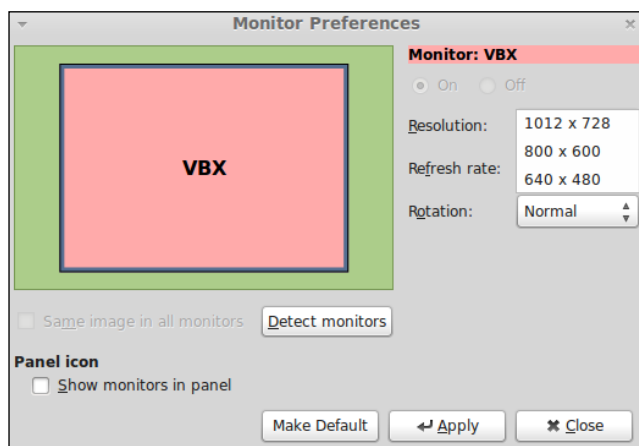 Monitor Preferences
VBX
Monitor: VBX
On Off
Resolution:
1012 x 728
800 x 600
640 x 480
Refresh rate:
Rotation: Normal
Same image in all monitors
Detect monitors
Panel icon
Show monitors in panel
Make Default
Apply
Close